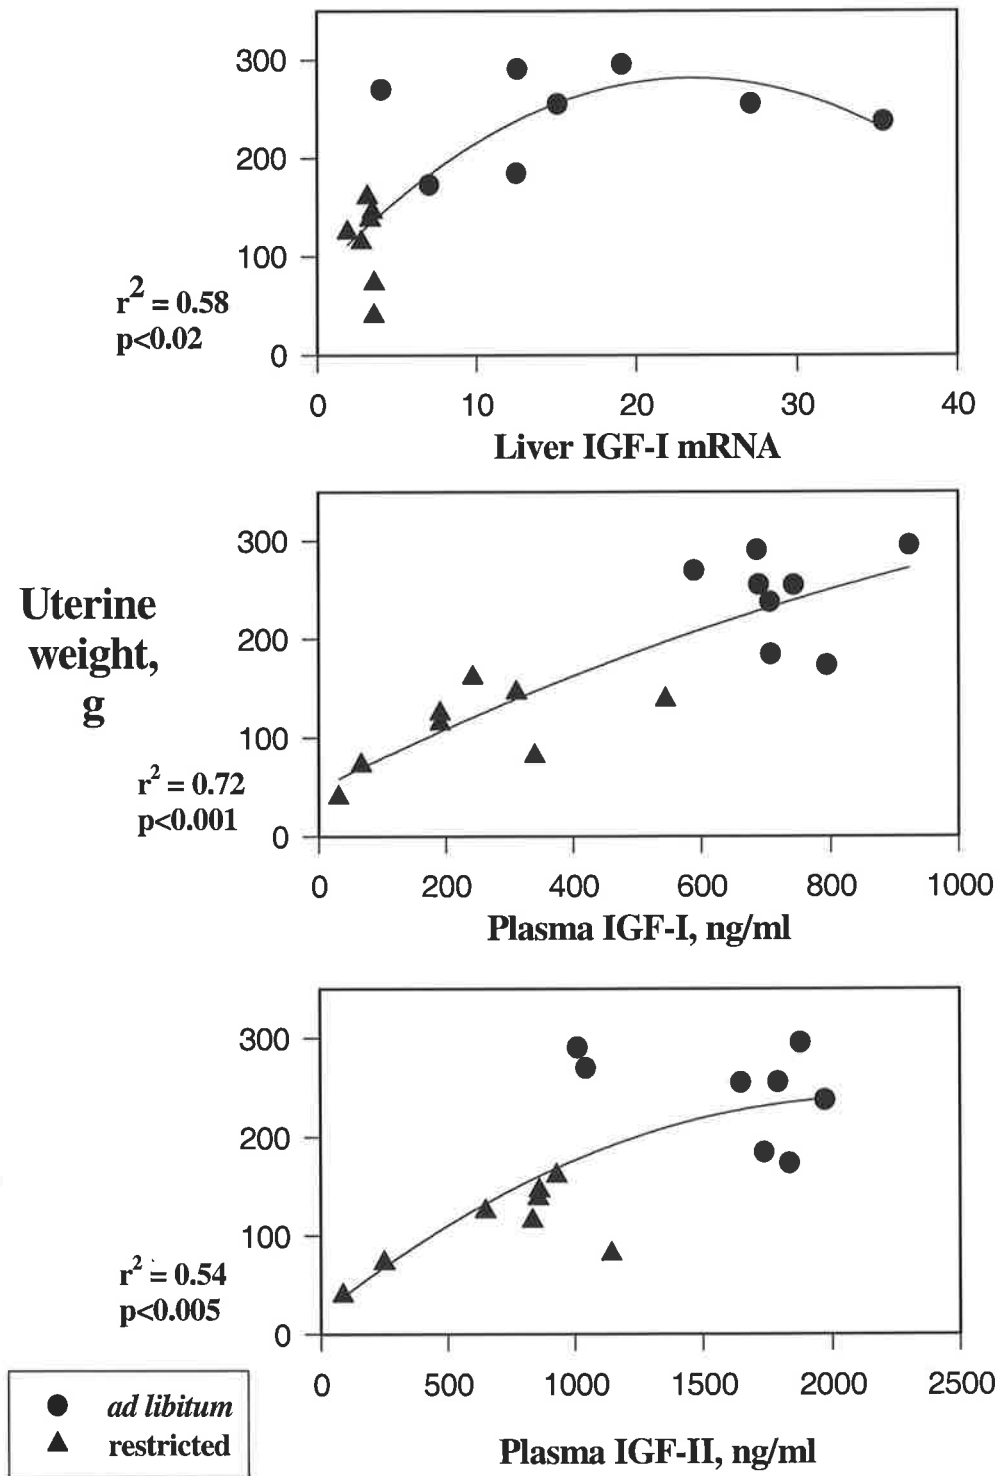 300
200
100
0
r² = 0.58
p<0.02
0 10 20 30 40
Liver IGF-I mRNA
300
200
100
0
Uterine
weight,
g
r² = 0.72
p<0.001
0 200 400 600 800 1000
Plasma IGF-I, ng/ml
300
200
100
0
r² = 0.54
p<0.005
0 500 1000 1500 2000 2500
Plasma IGF-II, ng/ml
ad libitum
restricted